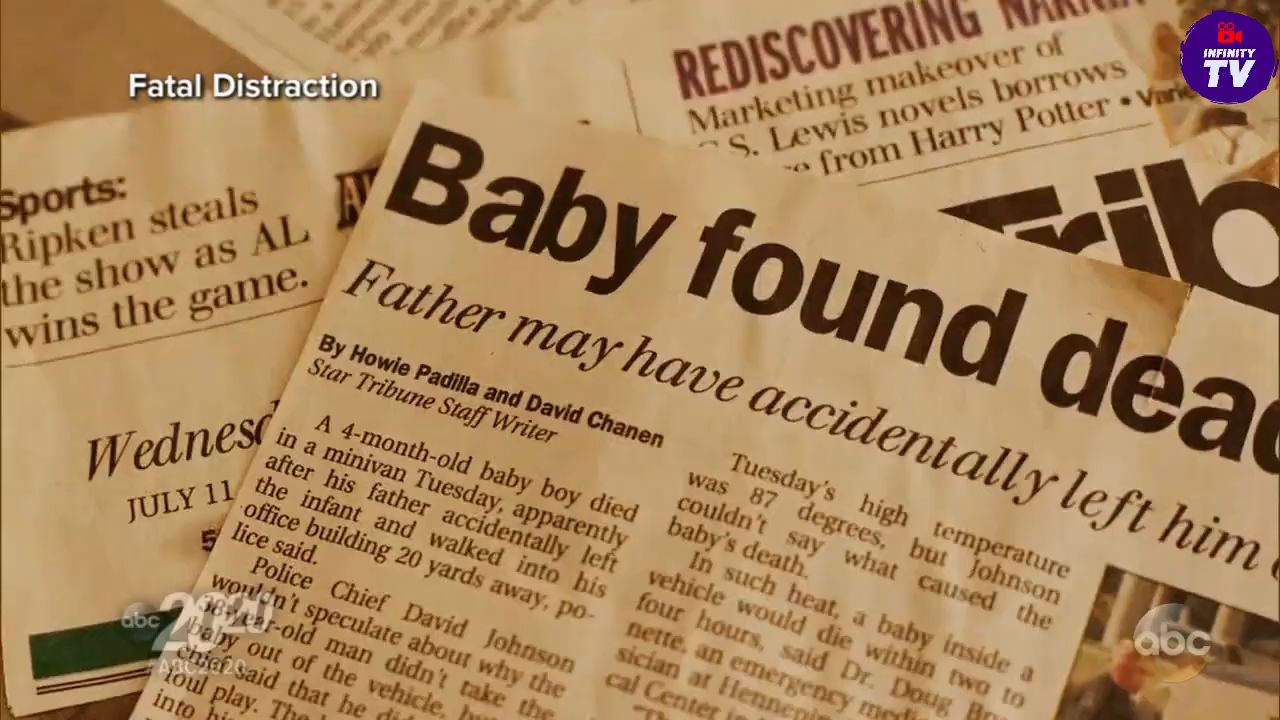 Fatal Distraction
INFINITY
TV
REDISCOVERING
Marketing makeover of
S. Lewis novels borrows
from Harry Potter •
Sports:
Ripken steals
the show as AL
wins the game.
Baby found dead
Father may have accidentally left him
By Howie Padilla and David Chanen
Star Tribune Staff Writer
A 4-month-old baby boy died
in a minivan Tuesday, apparently
after his father accidentally left
the infant and walked into his
office building 20 yards away, po-
lice said.
Police Chief David Johnson
wouldn't speculate about why the
38-year-old man didn't take the
baby out of the vehicle, but
said that he
foul play. The
into
Tuesday's high temperature
was 87 degrees, but Johnson
couldn't say what caused the
baby's death.
In such heat, a baby inside a
vehicle would die within two to
four hours, said Dr. Doug
nette, an emergency
sician at
cal Center
JULY 11
abc
20/20
#ABC2020
abc